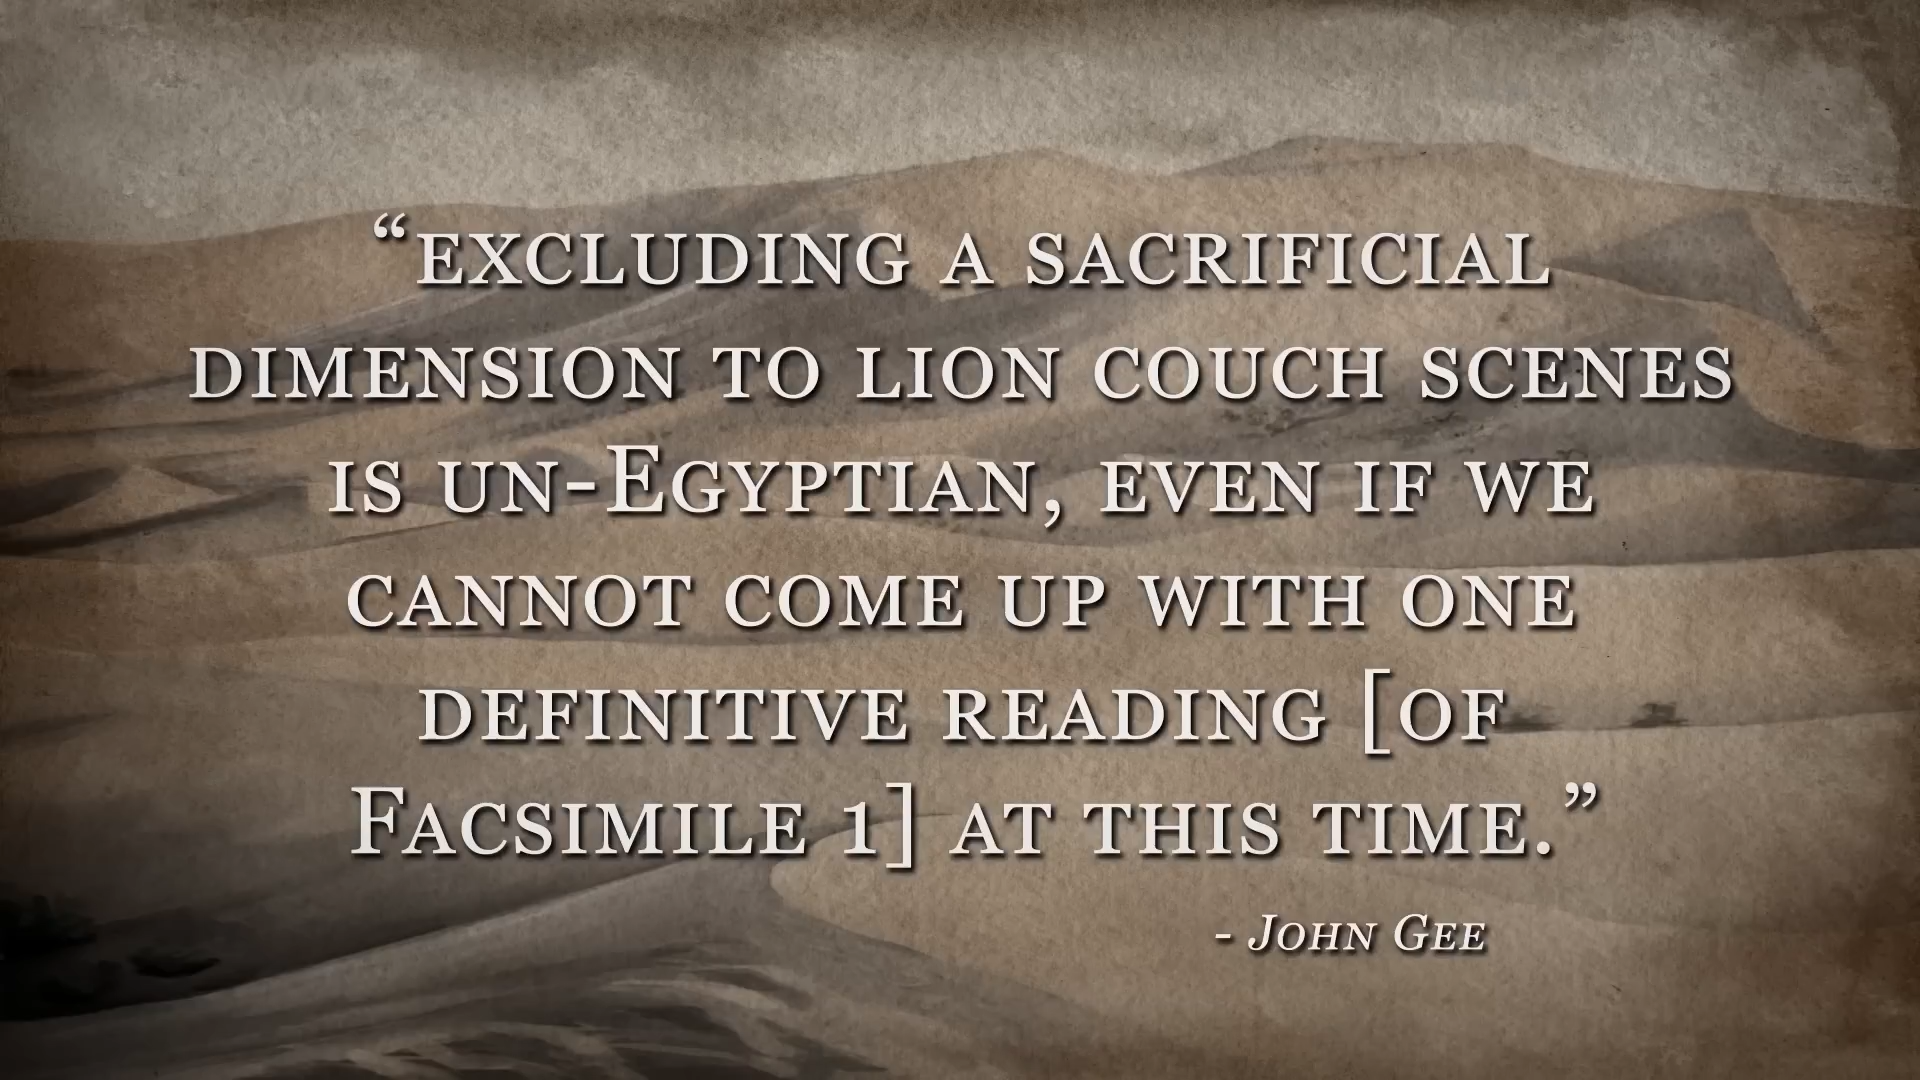 “excluding a sacrificial
dimension to lion couch scenes
is un-Egyptian, even if we
cannot come up with one
definitive reading [of
Facsimile 1] at this time.”
- John Gee